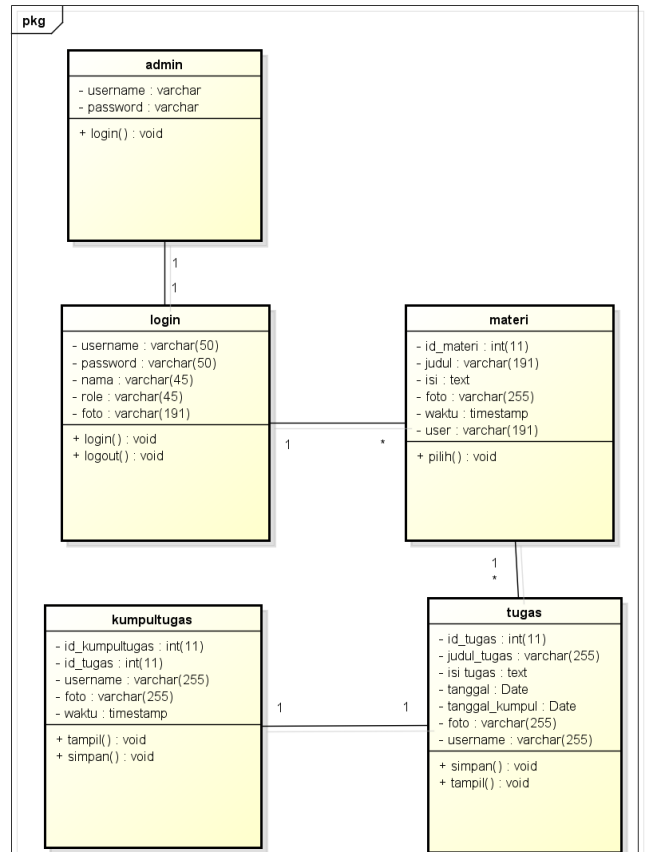 pkg
admin
- username : varchar
- password : varchar
+ login() : void
1
1
login
- username : varchar(50)
- password : varchar(50)
- nama : varchar(45)
- role : varchar(45)
- foto : varchar(191)
+ login() : void
+ logout() : void
1
*
materi
- id_materi : int(11)
- judul : varchar(191)
- isi : text
- foto : varchar(255)
- waktu : timestamp
- user : varchar(191)
+ pilih() : void
1
*
kumpultugas
- id_kumpultugas : int(11)
- id_tugas : int(11)
- username : varchar(255)
- foto : varchar(255)
- waktu : timestamp
+ tampil() : void
+ simpan() : void
1
1
tugas
- id_tugas : int(11)
- judul_tugas : varchar(255)
- isi tugas : text
- tanggal : Date
- tanggal_kumpul : Date
- foto : varchar(255)
- username : varchar(255)
+ simpan() : void
+ tampil() : void